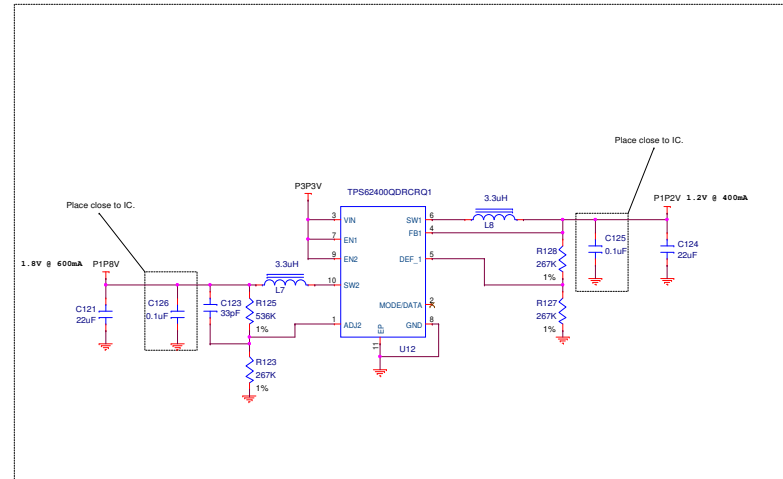 Place close to IC.
TPS62400QDRCRQ1
P3P3V
3.3uH
P1P2V 1.2V @ 400mA
Place close to IC.
3 VIN
SW1 6
L8
7 EN1
FB1 4
9 EN2
DEF_1 5
R128
267K
1%
C125
0.1uF
C124
22uF
1.8V @ 600mA P1P8V
3.3uH
L7
10 SW2
R127
267K
1%
C121
22uF
C126
0.1uF
C123
33pF
R125
536K
1%
MODE/DATA 2
1 ADJ2
GND 8
EP
11
U12
R123
267K
1%